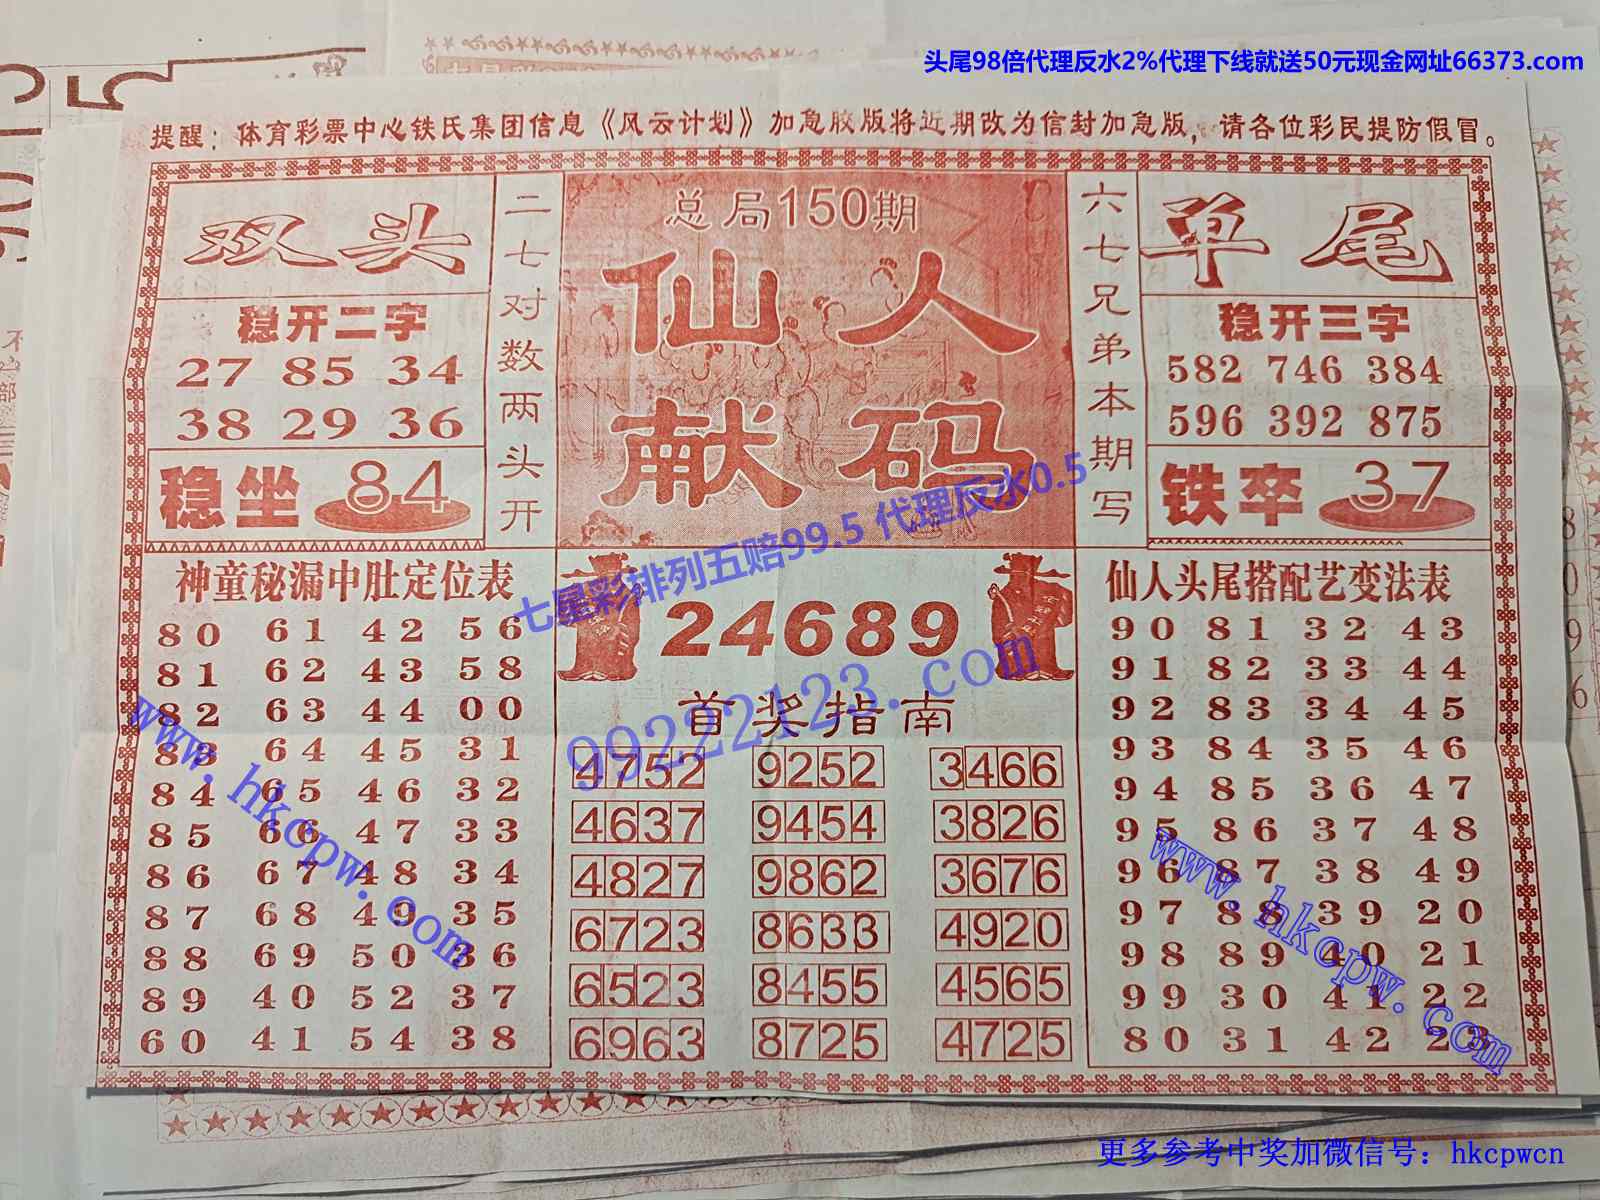 头尾98倍代理反水2%代理下线就送50元现金网址66373.com
提醒：体育彩票中心铁氏集团信息《风云计划》加急胶版将近期改为信封加急版，请各位彩民提防假冒。
双头
稳开二字
27 85 34
38 29 36
稳坐 84
二七对数两头开
总局150期
仙人
献码
六七兄弟本期写
单尾
稳开三字
582 746 384
596 392 875
铁卒 37
七星彩排列五赔99.5 代理反水0.5
99222123.com
神童秘漏中肚定位表
80 61 42 56
81 62 43 58
82 63 44 00
83 64 45 31
84 65 46 32
85 66 47 33
86 67 48 34
87 68 49 35
88 69 50 36
89 40 52 37
60 41 54 38
www.hkcpw.com
24689
首奖指南
4752 9252 3466
4637 9454 3826
4827 9862 3676
6723 8633 4920
6523 8455 4565
6963 8725 4725
仙人头尾搭配艺变法表
90 81 32 43
91 82 33 44
92 83 34 45
93 84 35 46
94 85 36 47
95 86 37 48
96 87 38 49
97 88 39 20
98 89 40 21
99 30 41 22
80 31 42 23
www.hkcpw.com
更多参考中奖加微信号：hkcpwcn